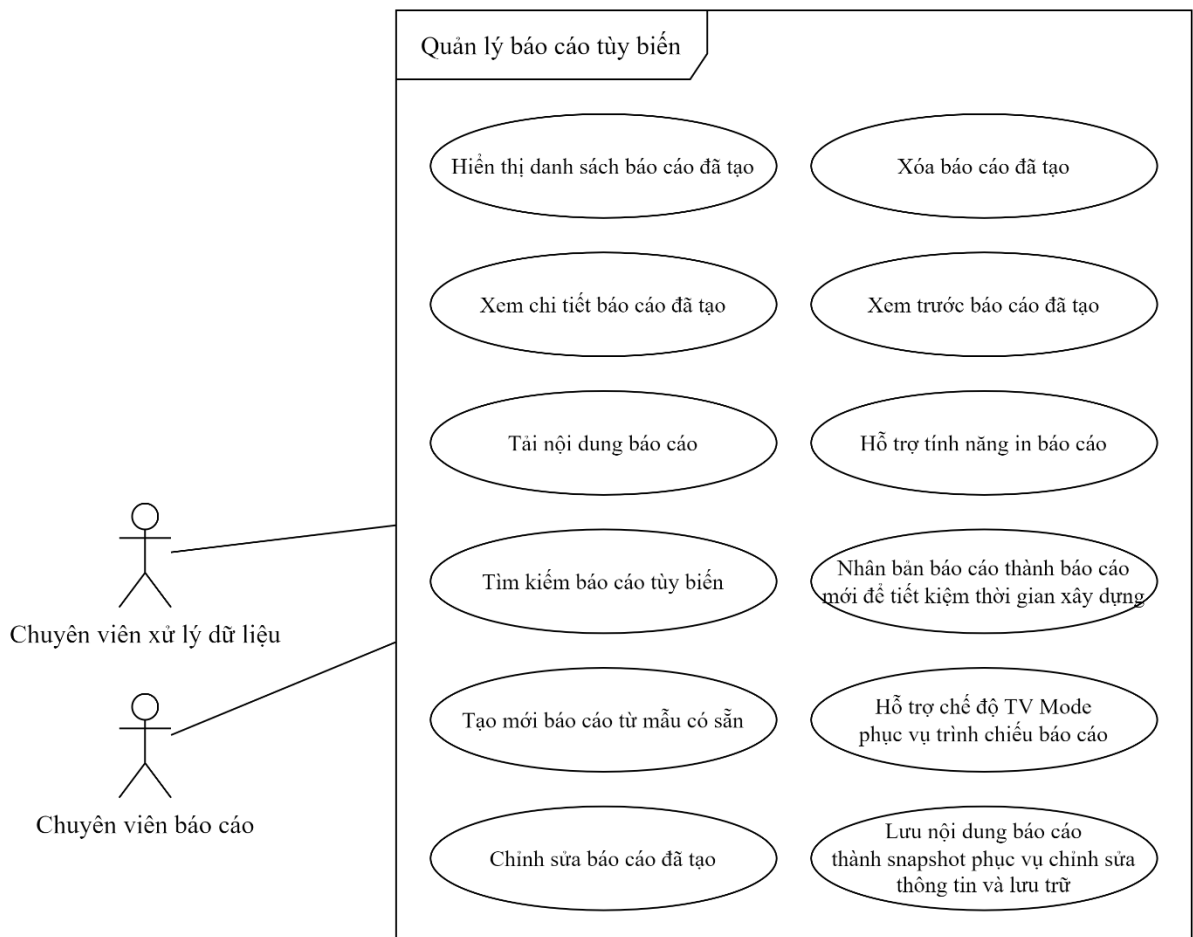 Quản lý báo cáo tùy biến
Hiển thị danh sách báo cáo đã tạo
Xóa báo cáo đã tạo
Xem chi tiết báo cáo đã tạo
Xem trước báo cáo đã tạo
Tải nội dung báo cáo
Hỗ trợ tính năng in báo cáo
Tìm kiếm báo cáo tùy biến
Nhân bản báo cáo thành báo cáo
mới để tiết kiệm thời gian xây dựng
Chuyên viên xử lý dữ liệu
Tạo mới báo cáo từ mẫu có sẵn
Hỗ trợ chế độ TV Mode
phục vụ trình chiếu báo cáo
Chuyên viên báo cáo
Chỉnh sửa báo cáo đã tạo
Lưu nội dung báo cáo
thành snapshot phục vụ chỉnh sửa
thông tin và lưu trữ